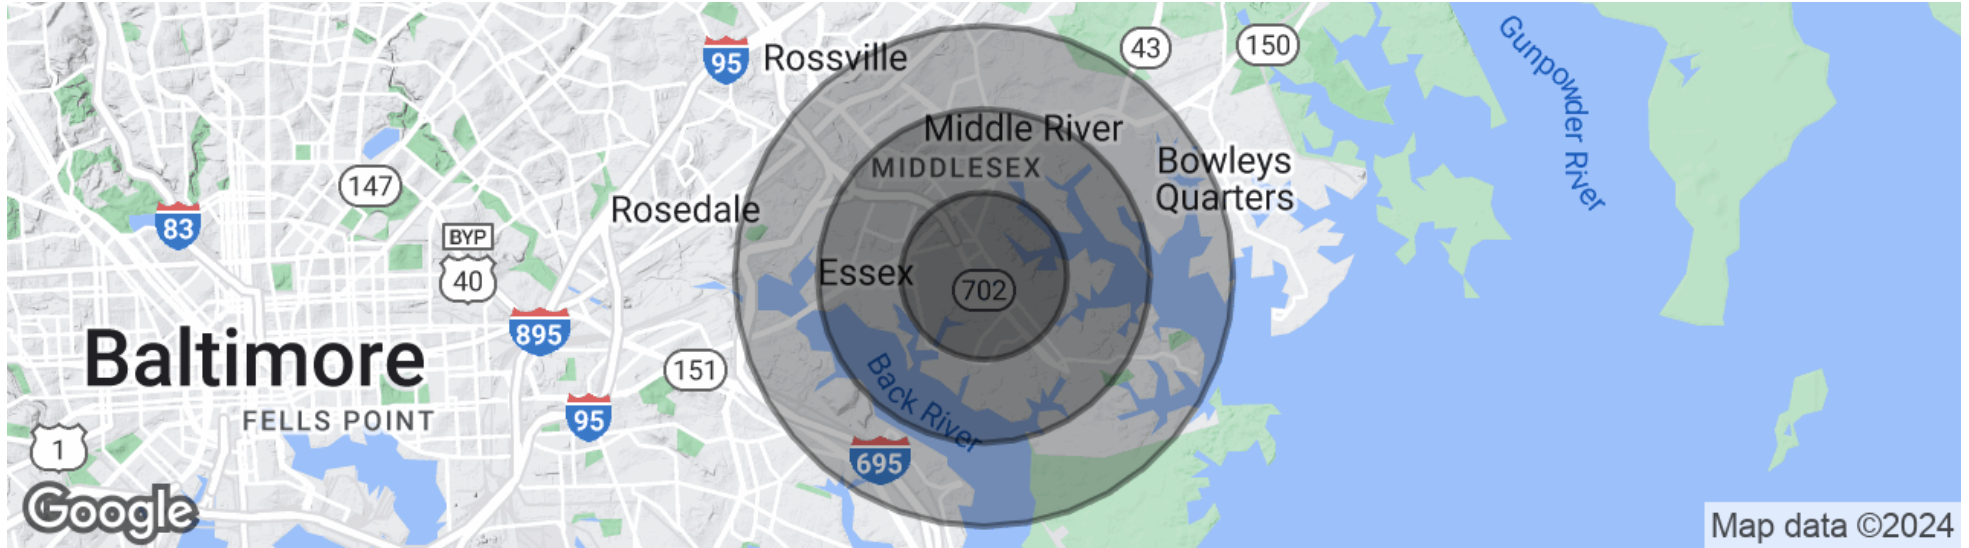 95
Rossville
43
150
Gunpowder River
Middle River
MIDDLESEX
Bowleys
Quarters
147
Rosedale
83
BYP
40
Essex
702
895
Baltimore
151
Back River
FELLS POINT
95
1
695
Google
Map data ©2024